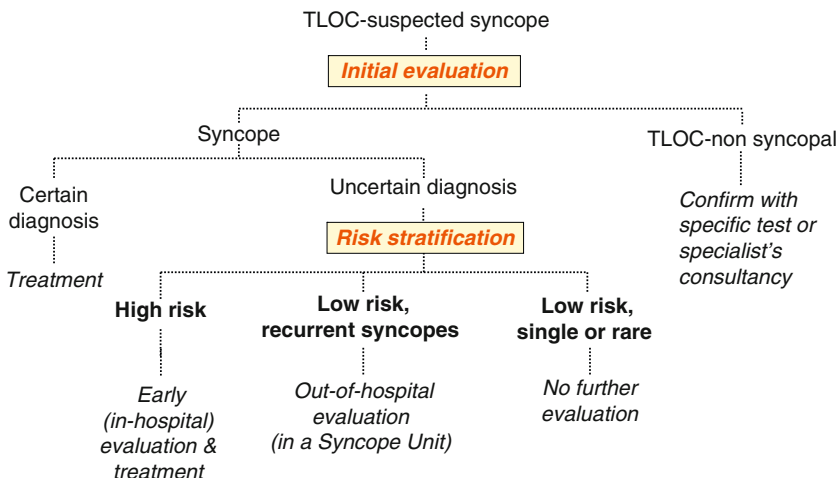 TLOC-suspected syncope
Initial evaluation
Syncope
TLOC-non syncopal
Certain
diagnosis
Treatment
Uncertain diagnosis
Risk stratification
Confirm with
specific test or
specialist's
consultancy
High risk
Early
(in-hospital)
evaluation &
treatment
Low risk,
recurrent syncopes
Out-of-hospital
evaluation
(in a Syncope Unit)
Low risk,
single or rare
No further
evaluation